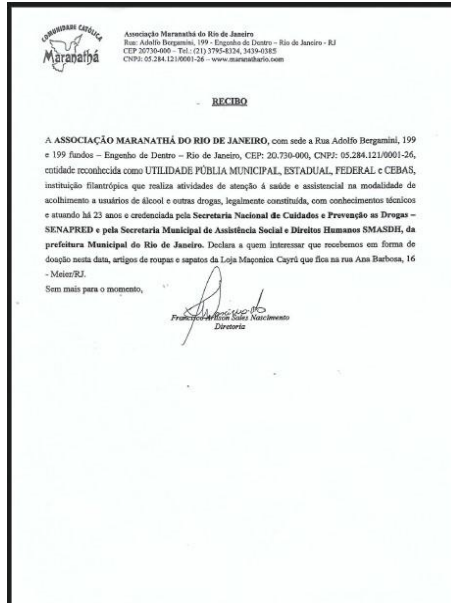 COMUNIDADE CATÓLICA
Maranathá
Associação Maranathá do Rio de Janeiro
Rua: Adolfo Bergamini, 199 - Engenho de Dentro – Rio de Janeiro - RJ
CEP 20730-000 – Tel.: (21) 3795-8324, 3439-0385
CNPJ: 05.284.121/0001-26 – www.maranathario.com
RECIBO
A ASSOCIAÇÃO MARANATHÁ DO RIO DE JANEIRO, com sede a Rua Adolfo Bergamini, 199
e 199 fundos – Engenho de Dentro – Rio de Janeiro, CEP: 20.730-000, CNPJ: 05.284.121/0001-26,
entidade reconhecida como UTILIDADE PÚBLIA MUNICIPAL, ESTADUAL, FEDERAL e CEBAS,
instituição filantrópica que realiza atividades de atenção á saúde e assistencial na modalidade de
acolhimento a usuários de álcool e outras drogas, legalmente constituída, com conhecimentos técnicos
e atuando há 23 anos e credenciada pela Secretaria Nacional de Cuidados e Prevenção as Drogas –
SENAPRED e pela Secretaria Municipal de Assistência Social e Direitos Humanos SMASDH, da
prefeitura Municipal do Rio de Janeiro. Declara a quem interessar que recebemos em forma de
doação nesta data, artigos de roupas e sapatos da Loja Maçonica Cayrú que fica na rua Ana Barbosa, 16
- Meier/RJ.
Sem mais para o momento,
Francisco Sales Nascimento
Diretoria